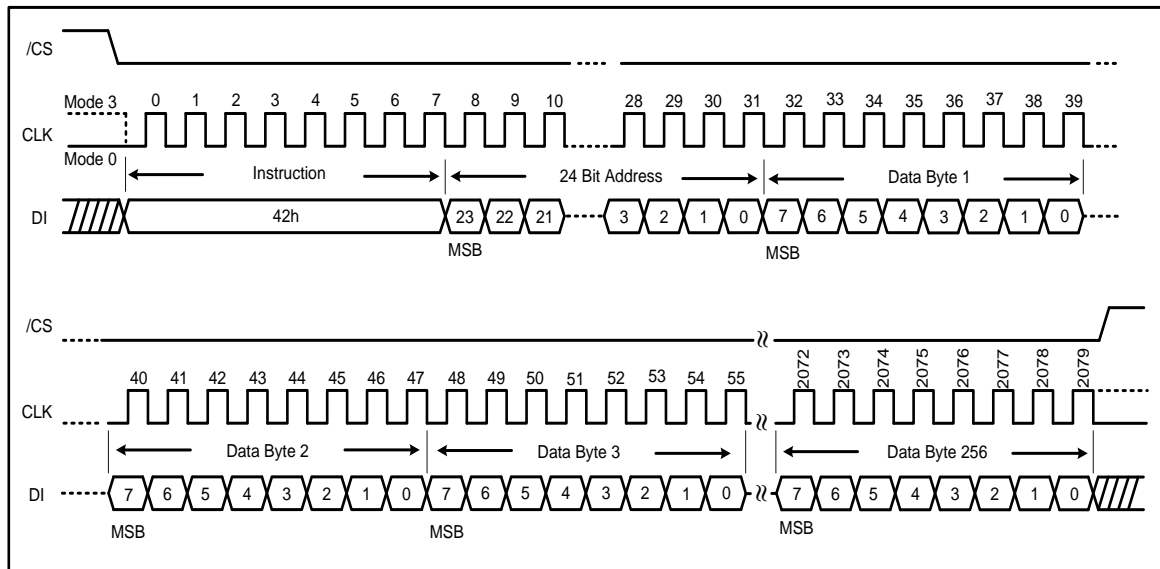 /CS
Mode 3 0 1 2 3 4 5 6 7 8 9 10 28 29 30 31 32 33 34 35 36 37 38 39
CLK
Mode 0
Instruction 24 Bit Address Data Byte 1
DI 42h 23 22 21 3 2 1 0 7 6 5 4 3 2 1 0
MSB MSB
/CS
40 41 42 43 44 45 46 47 48 49 50 51 52 53 54 55 2072 2073 2074 2075 2076 2077 2078 2079
CLK
Data Byte 2 Data Byte 3 Data Byte 256
DI 7 6 5 4 3 2 1 0 7 6 5 4 3 2 1 0 7 6 5 4 3 2 1 0
MSB MSB MSB